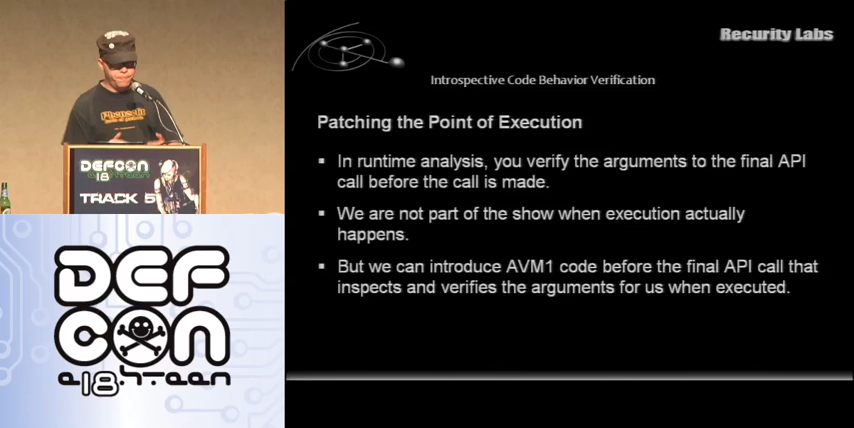 DEFCON
18
TRACK 5
DEF
CON
e18hteen
Recurity Labs
Introspective Code Behavior Verification
Patching the Point of Execution
▪ In runtime analysis, you verify the arguments to the final API
call before the call is made.
▪ We are not part of the show when execution actually
happens.
▪ But we can introduce AVM1 code before the final API call that
inspects and verifies the arguments for us when executed.